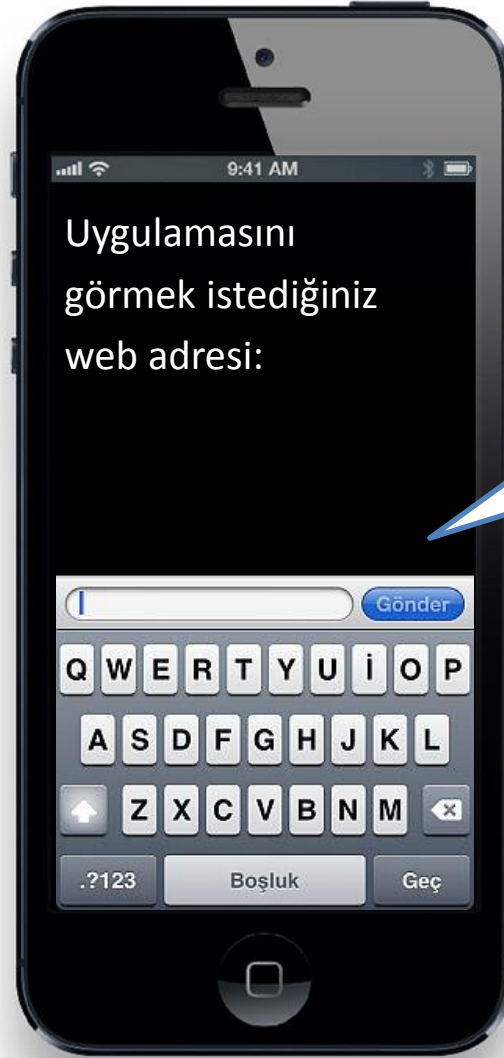 9:41 AM
Uygulamasını
görmek istediğiniz
web adresi:
Gönder
Q W E R T Y U İ O P
A S D F G H J K L
Z X C V B N M
.?123 Boşluk Geç